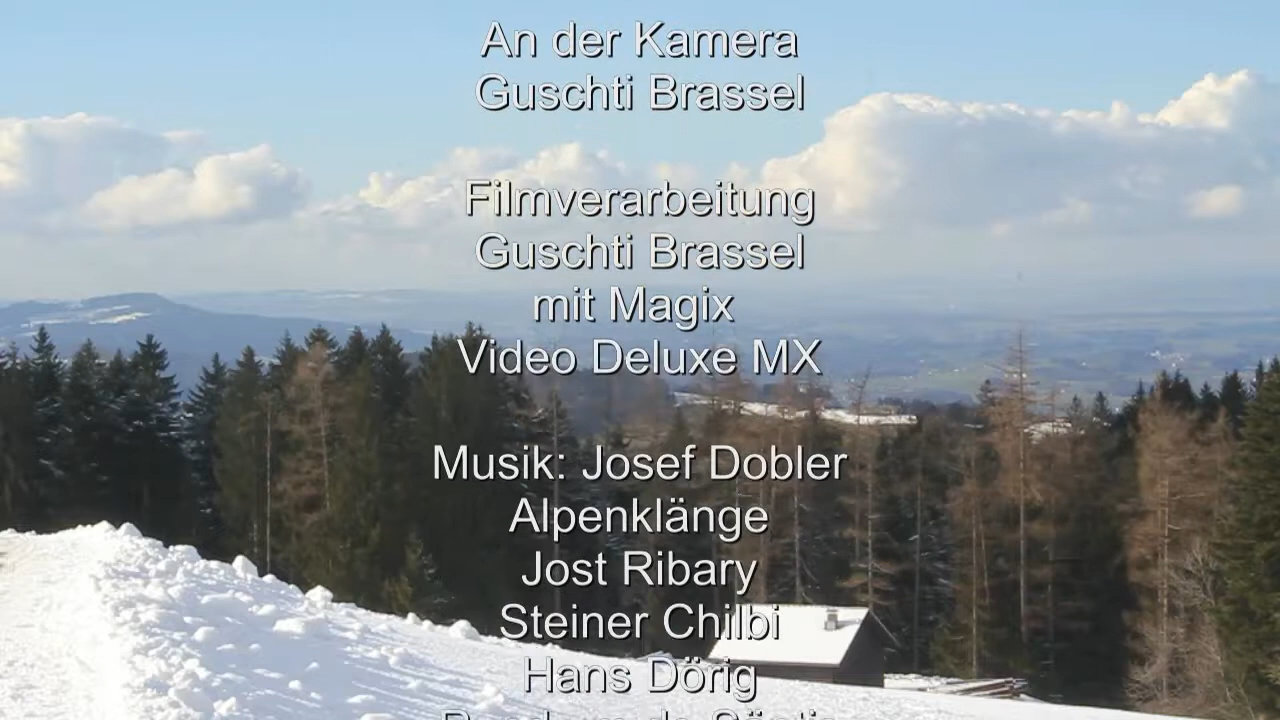 An der Kamera
Guschti Brassel
Filmverarbeitung
Guschti Brassel
mit Magix
Video Deluxe MX
Musik: Josef Dobler
Alpenklänge
Jost Ribary
Steiner Chilbi
Hans Dörig